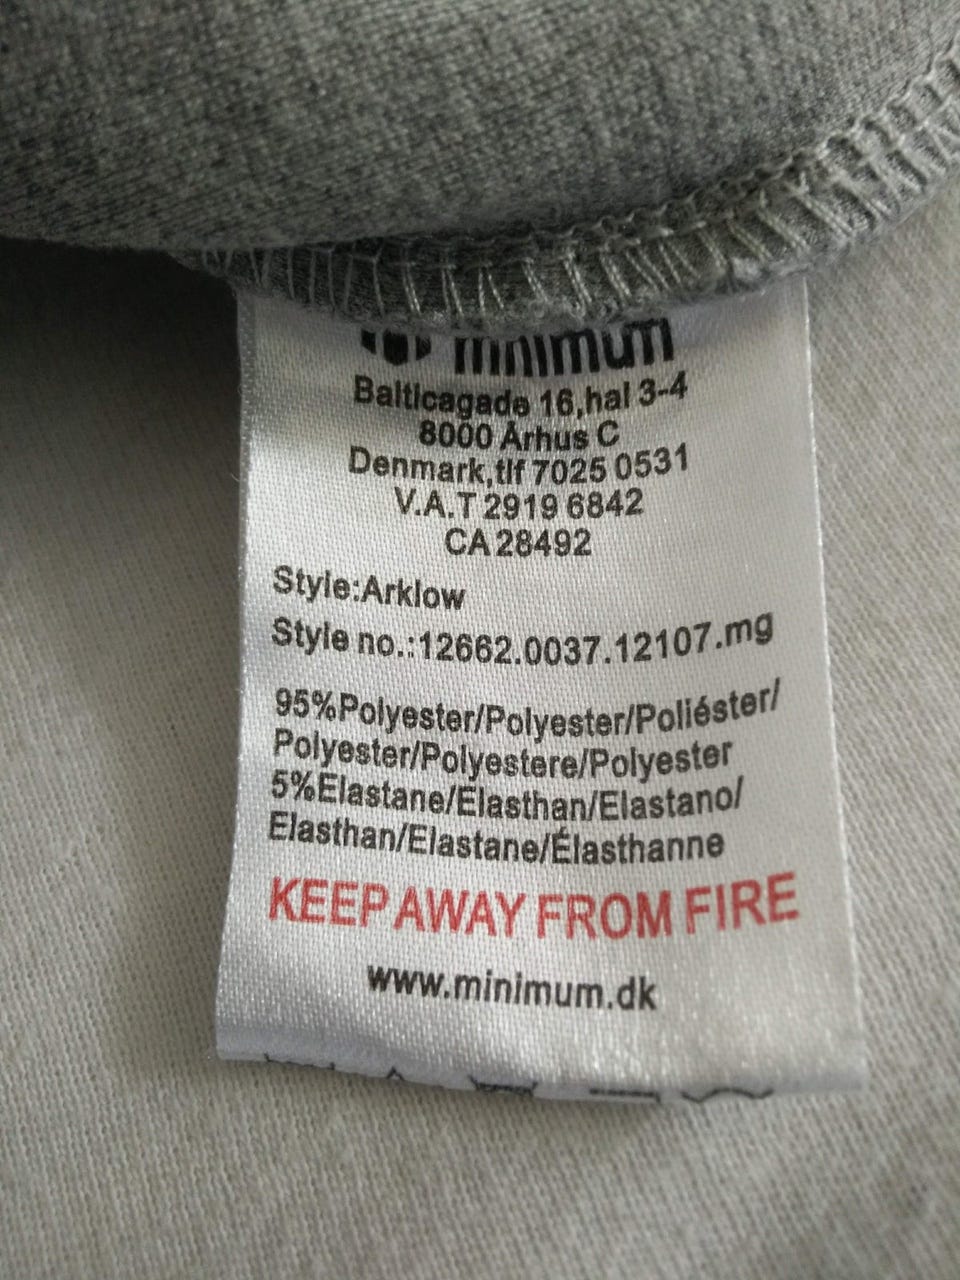 minimum
Balticagade 16,hal 3-4
8000 Århus C
Denmark,tlf 7025 0531
V.A.T 2919 6842
CA 28492
Style:Arklow
Style no.:12662.0037.12107.mg
95%Polyester/Polyester/Poliéster/
Polyester/Polyestere/Polyester
5%Elastane/Elasthan/Elastano/
Elasthan/Elastane/Élasthanne
KEEP AWAY FROM FIRE
www.minimum.dk